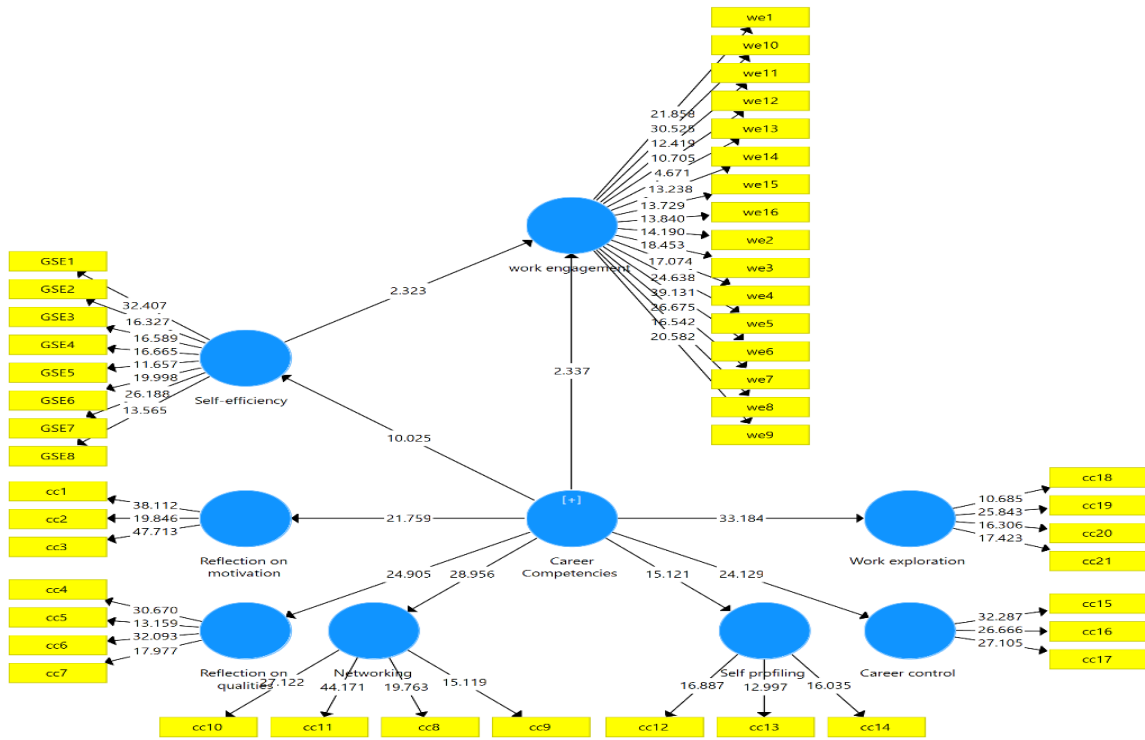 we1
we10
we11
we12
we13
we14
we15
we16
we2
we3
we4
we5
we6
we7
we8
we9
21.858
30.525
12.419
10.705
4.671
13.238
13.729
13.840
14.190
18.453
17.074
24.638
39.131
26.675
16.542
20.582
work engagement
2.323
2.337
GSE1
GSE2
GSE3
GSE4
GSE5
GSE6
GSE7
GSE8
32.407
16.327
16.589
16.665
11.657
19.998
26.188
13.565
Self-efficiency
10.025
cc1
cc2
cc3
38.112
19.846
47.713
Reflection on
motivation
21.759
[+]
Career
Competencies
33.184
Work exploration
10.685
25.843
16.306
17.423
cc18
cc19
cc20
cc21
24.905
28.956
15.121
24.129
cc4
cc5
cc6
cc7
30.670
13.159
32.093
17.977
Reflection on
qualities
Networking
27.122
44.171
19.763
15.119
cc10
cc11
cc8
cc9
Self profiling
16.887
12.997
16.035
cc12
cc13
cc14
Career control
32.287
26.666
27.105
cc15
cc16
cc17